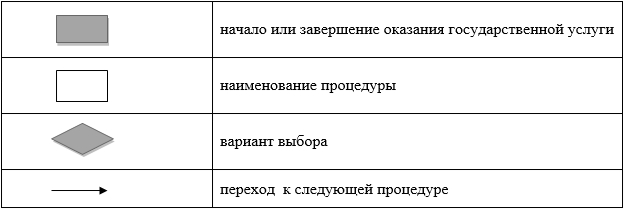 начало или завершение оказания государственной услуги
наименование процедуры
вариант выбора
переход к следующей процедуре